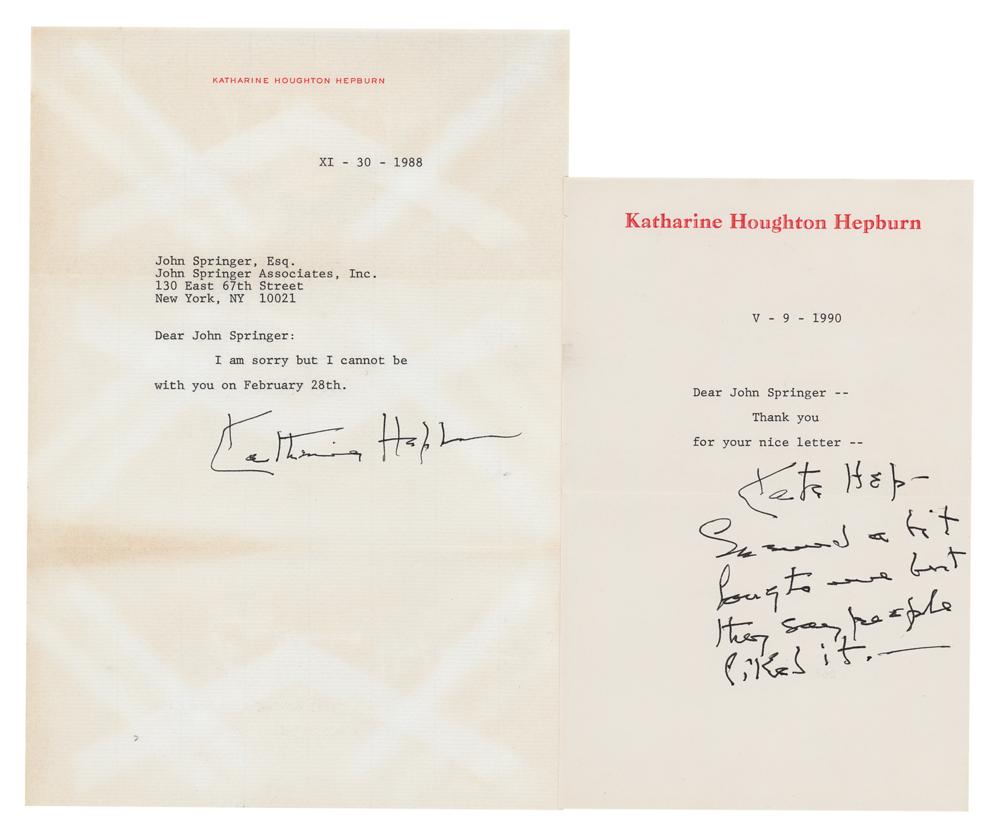 KATHARINE HOUGHTON HEPBURN
XI - 30 - 1988
John Springer, Esq.
John Springer Associates, Inc.
130 East 67th Street
New York, NY 10021
Dear John Springer:
I am sorry but I cannot be
with you on February 28th.
Katharine Hepburn
Katharine Houghton Hepburn
V - 9 - 1990
Dear John Springer --
Thank you
for your nice letter --
Kate Hep-
Seemed a bit
long to me but
they say people
liked it.